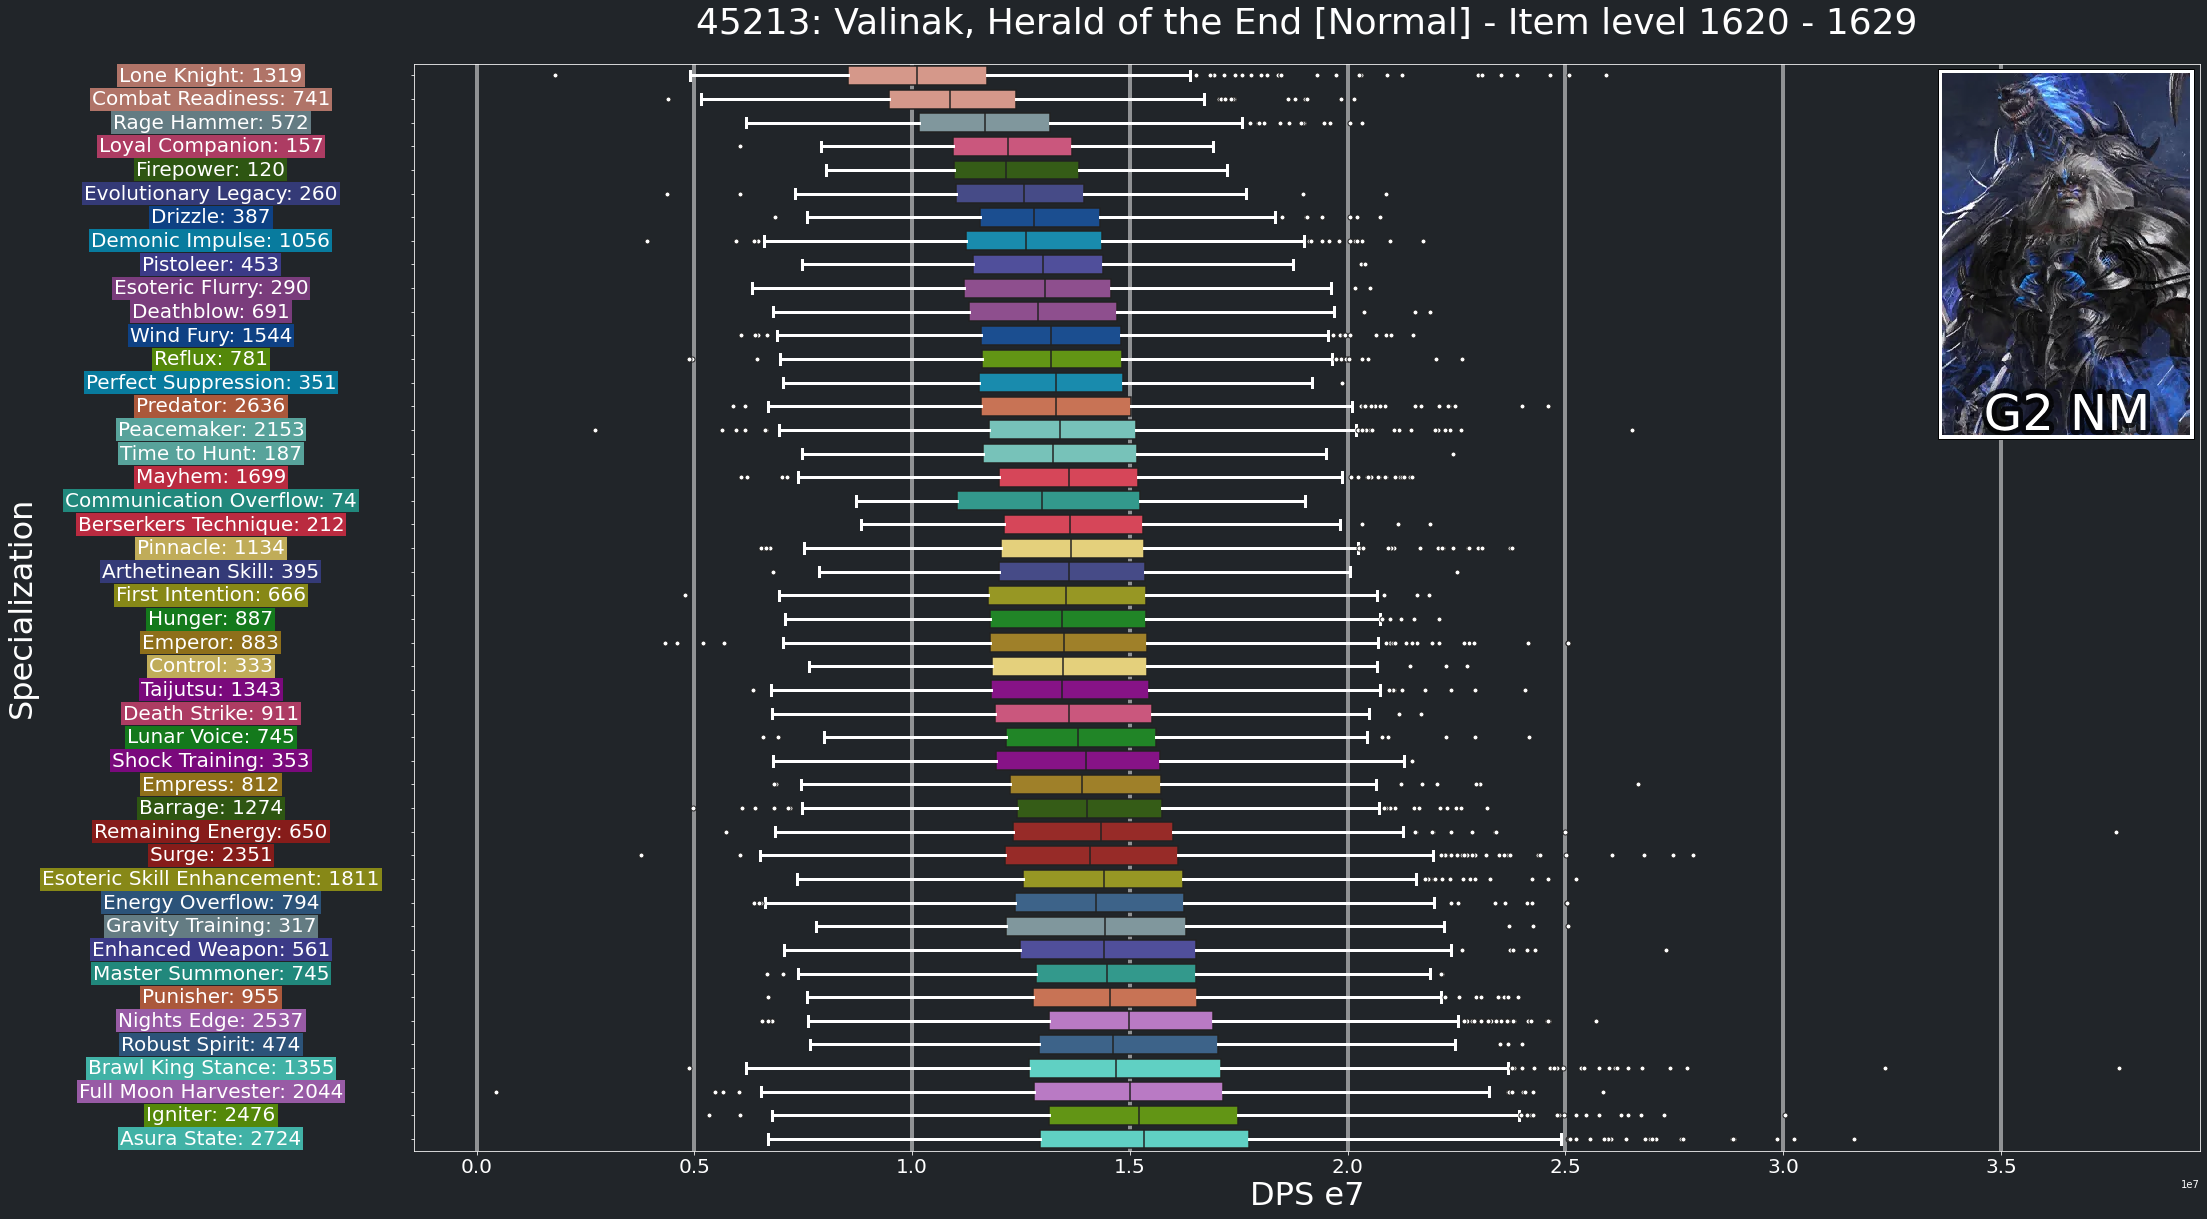 45213: Valinak, Herald of the End [Normal] - Item level 1620 - 1629
Specialization
Lone Knight: 1319
Combat Readiness: 741
Rage Hammer: 572
Loyal Companion: 157
Firepower: 120
Evolutionary Legacy: 260
Drizzle: 387
Demonic Impulse: 1056
Pistoleer: 453
Esoteric Flurry: 290
Deathblow: 691
Wind Fury: 1544
Reflux: 781
Perfect Suppression: 351
Predator: 2636
Peacemaker: 2153
Time to Hunt: 187
Mayhem: 1699
Communication Overflow: 74
Berserkers Technique: 212
Pinnacle: 1134
Arthetinean Skill: 395
First Intention: 666
Hunger: 887
Emperor: 883
Control: 333
Taijutsu: 1343
Death Strike: 911
Lunar Voice: 745
Shock Training: 353
Empress: 812
Barrage: 1274
Remaining Energy: 650
Surge: 2351
Esoteric Skill Enhancement: 1811
Energy Overflow: 794
Gravity Training: 317
Enhanced Weapon: 561
Master Summoner: 745
Punisher: 955
Nights Edge: 2537
Robust Spirit: 474
Brawl King Stance: 1355
Full Moon Harvester: 2044
Igniter: 2476
Asura State: 2724
G2 NM
0.0 0.5 1.0 1.5 2.0 2.5 3.0 3.5
DPS e7
1e7